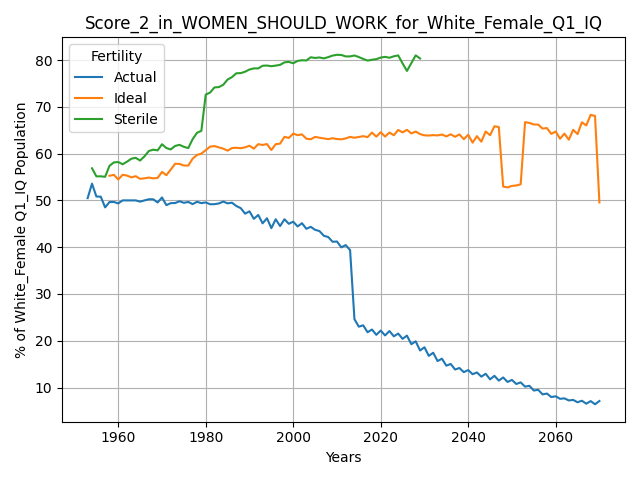 Score_2_in_WOMEN_SHOULD_WORK_for_White_Female_Q1_IQ
Fertility
Actual
Ideal
Sterile
% of White_Female Q1_IQ Population
80
70
60
50
40
30
20
10
1960 1980 2000 2020 2040 2060
Years